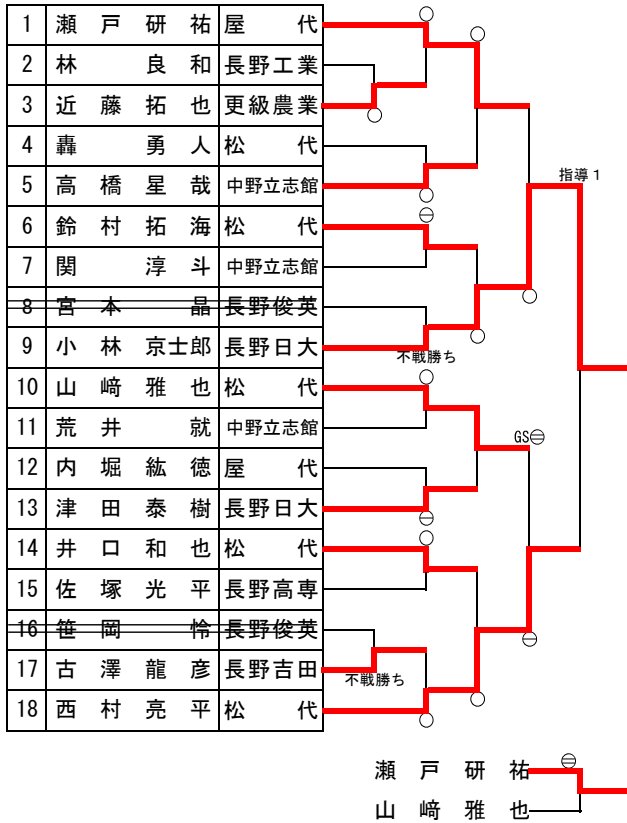 1 瀬戸研祐 屋代
2 林良和 長野工業
3 近藤拓也 更級農業
4 轟勇人 松代
指導1
5 高橋星哉 中野立志館
6 鈴村拓海 松代
7 関淳斗 中野立志館
8 宮本晶 長野俊英
9 小林京士郎 長野日大
不戦勝ち
10 山﨑雅也 松代
11 荒井就 中野立志館
GS
12 内堀紘徳 屋代
13 津田泰樹 長野日大
14 井口和也 松代
15 佐塚光平 長野高専
16 笹岡怜 長野俊英
17 古澤龍彦 長野吉田
不戦勝ち
18 西村亮平 松代
瀬戸研祐
山﨑雅也